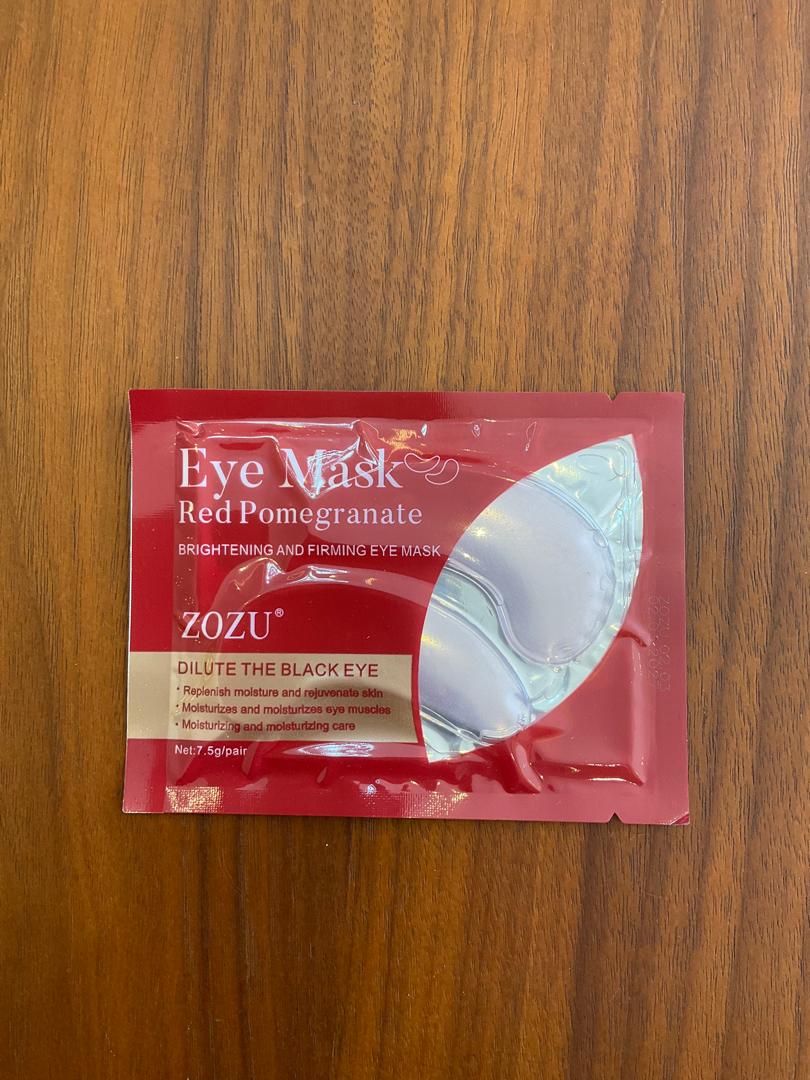 Eye Mask
Red Pomegranate
BRIGHTENING AND FIRMING EYE MASK
ZOZU®
DILUTE THE BLACK EYE
· Replenish moisture and rejuvenate skin
· Moisturizes and moisturizes eye muscles
· Moisturizing and moisturizing care
Net:7.5g/pair